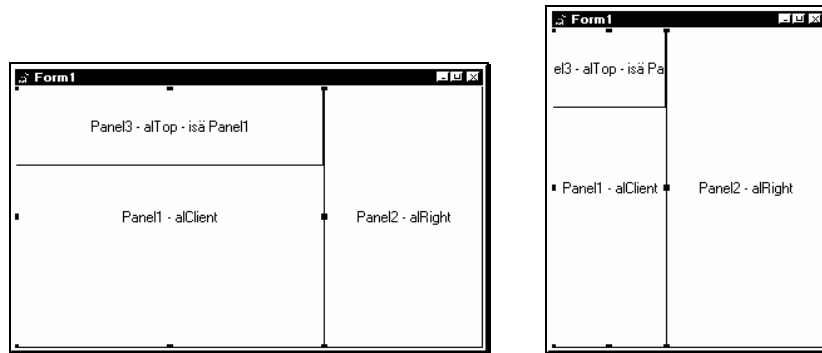 Form1
Panel3 - alTop - isä Panel1
Panel1 - alClient
Panel2 - alRight
Form1
el3 - alTop - isä Pa
Panel1 - alClient
Panel2 - alRight